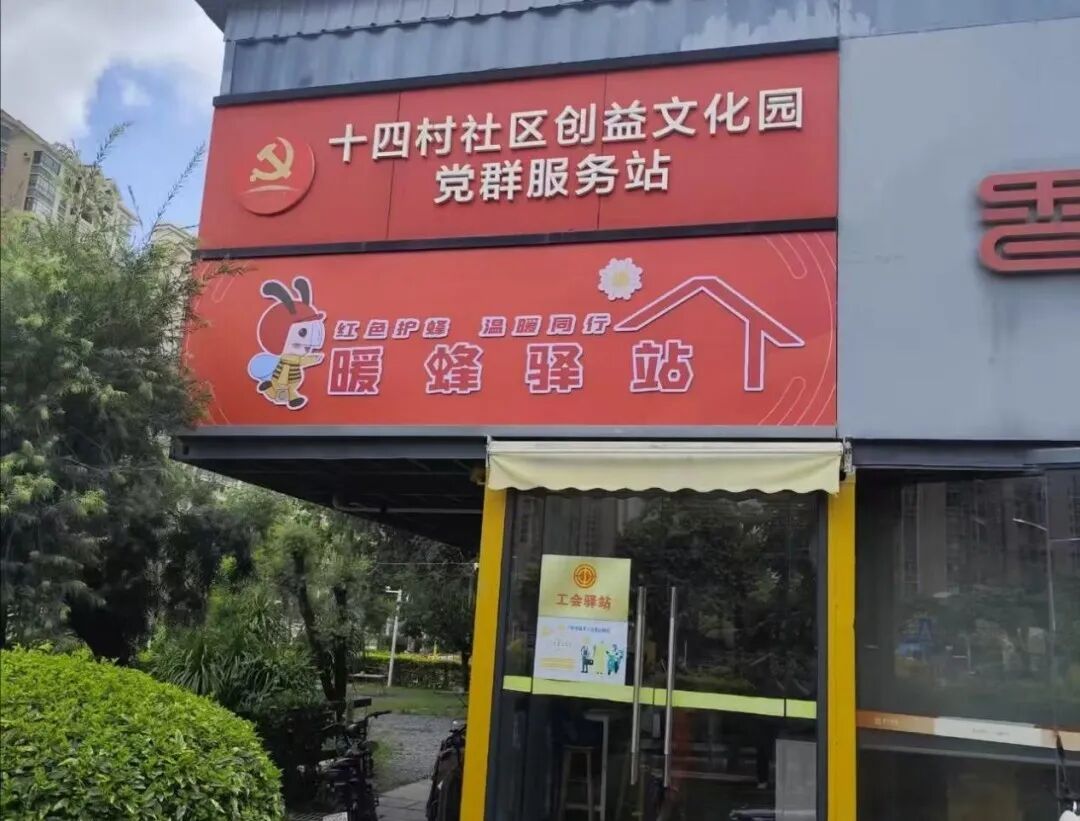 十四村社区创益文化园
党群服务站
红色护蜂 温暖同行
暖蜂驿站
工会驿站